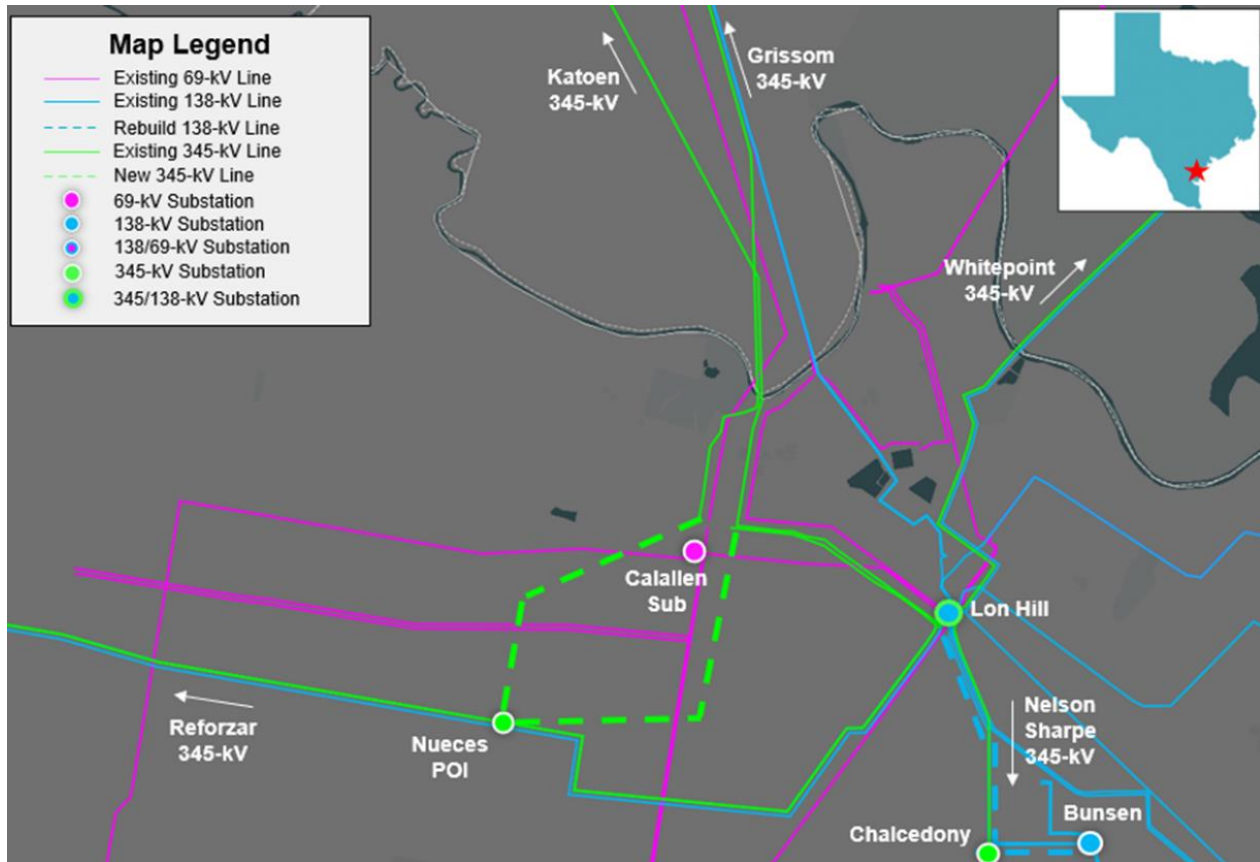 Map Legend
Existing 69-kV Line
Existing 138-kV Line
Rebuild 138-kV Line
Existing 345-kV Line
New 345-kV Line
69-kV Substation
138-kV Substation
138/69-kV Substation
345-kV Substation
345/138-kV Substation
Katoen
345-kV
Grissom
345-kV
Whitepoint
345-kV
Calallen
Sub
Lon Hill
Reforzar
345-kV
Nueces
POI
Nelson
Sharpe
345-kV
Bunsen
Chalcedony